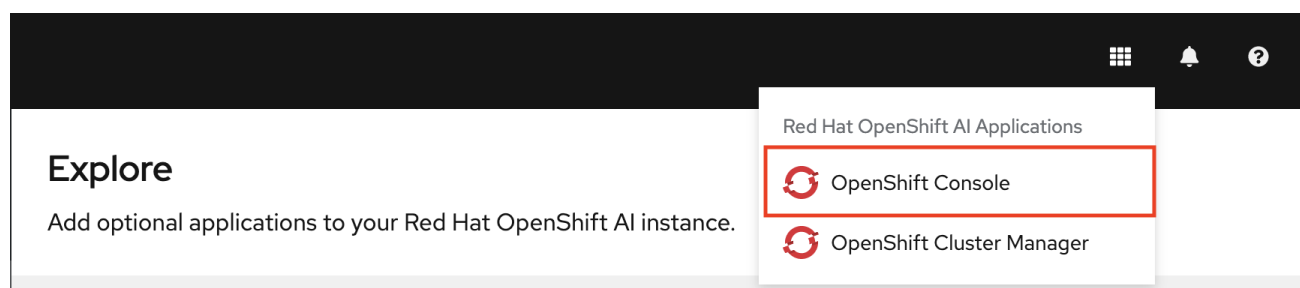 Red Hat OpenShift AI Applications
Explore
OpenShift Console
Add optional applications to your Red Hat OpenShift AI instance.
OpenShift Cluster Manager